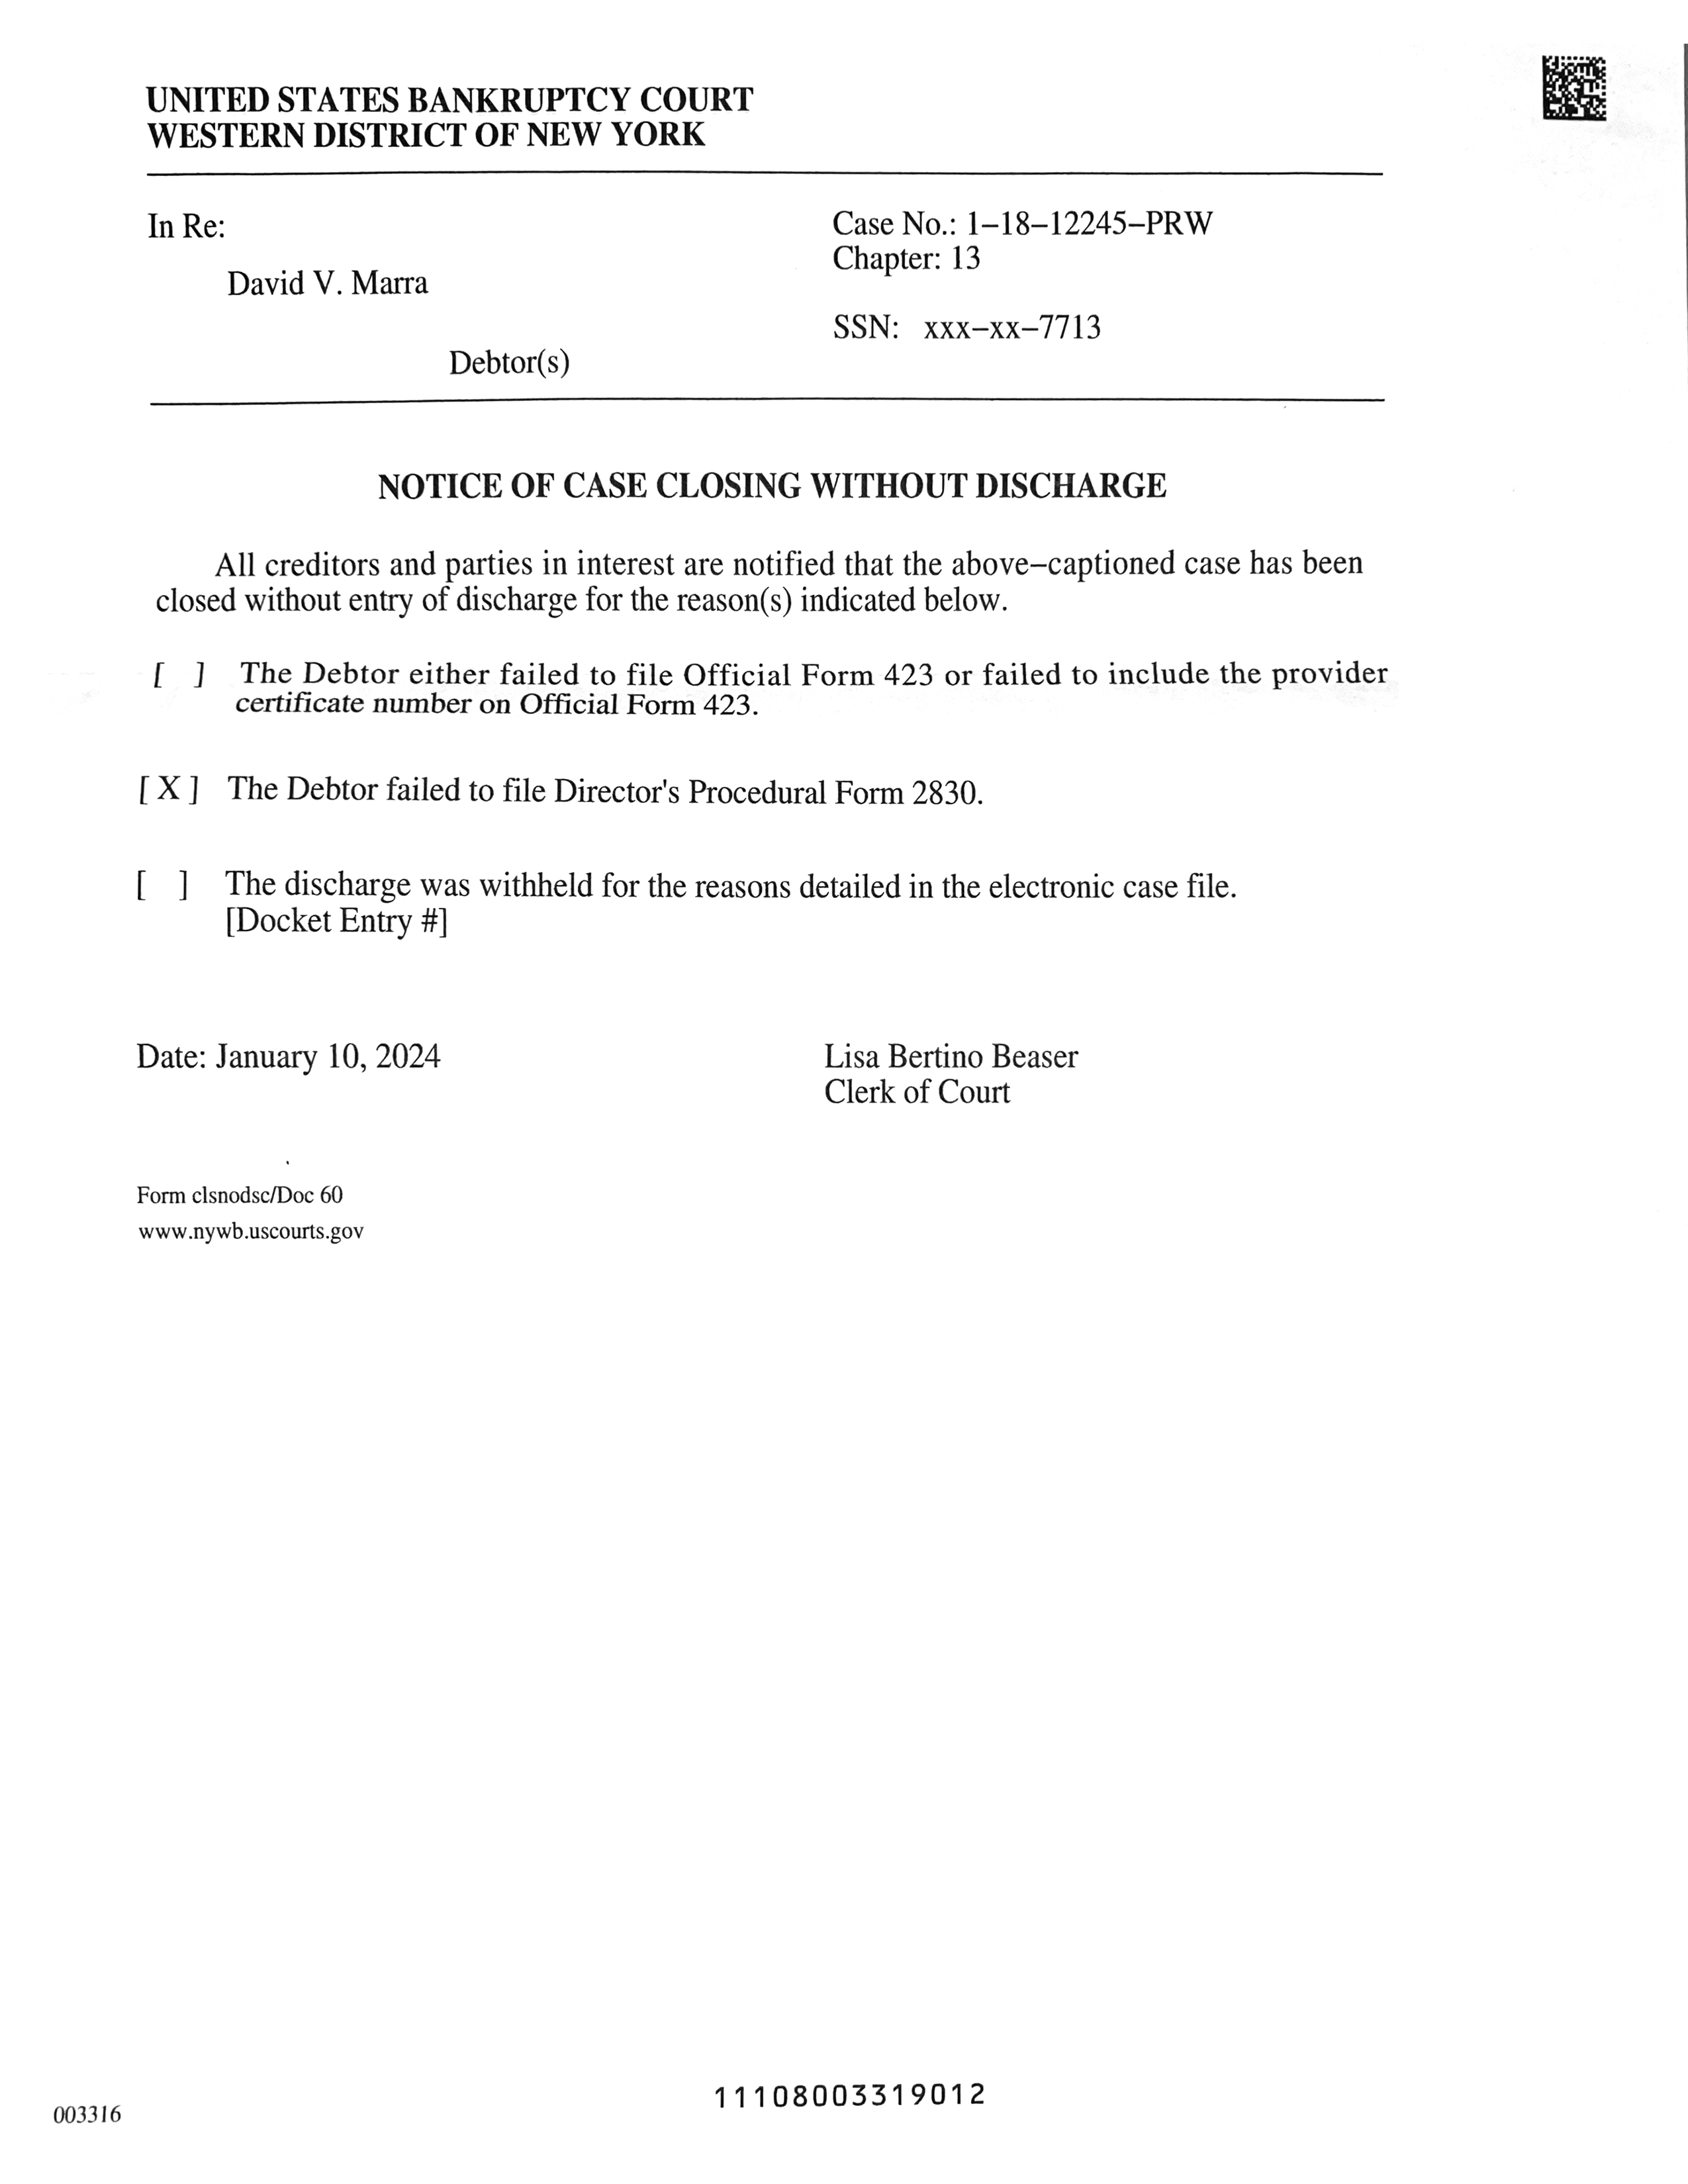 UNITED STATES BANKRUPTCY COURT
WESTERN DISTRICT OF NEW YORK
In Re:
David V. Marra
Debtor(s)
Case No.: 1–18–12245–PRW
Chapter: 13
SSN: xxx–xx–7713
NOTICE OF CASE CLOSING WITHOUT DISCHARGE
All creditors and parties in interest are notified that the above–captioned case has been
closed without entry of discharge for the reason(s) indicated below.
[ ] The Debtor either failed to file Official Form 423 or failed to include the provider
certificate number on Official Form 423.
[ X ] The Debtor failed to file Director's Procedural Form 2830.
[ ] The discharge was withheld for the reasons detailed in the electronic case file.
[Docket Entry #]
Date: January 10, 2024
Lisa Bertino Beaser
Clerk of Court
Form clsnodsc/Doc 60
www.nywb.uscourts.gov
11108003319012
003316